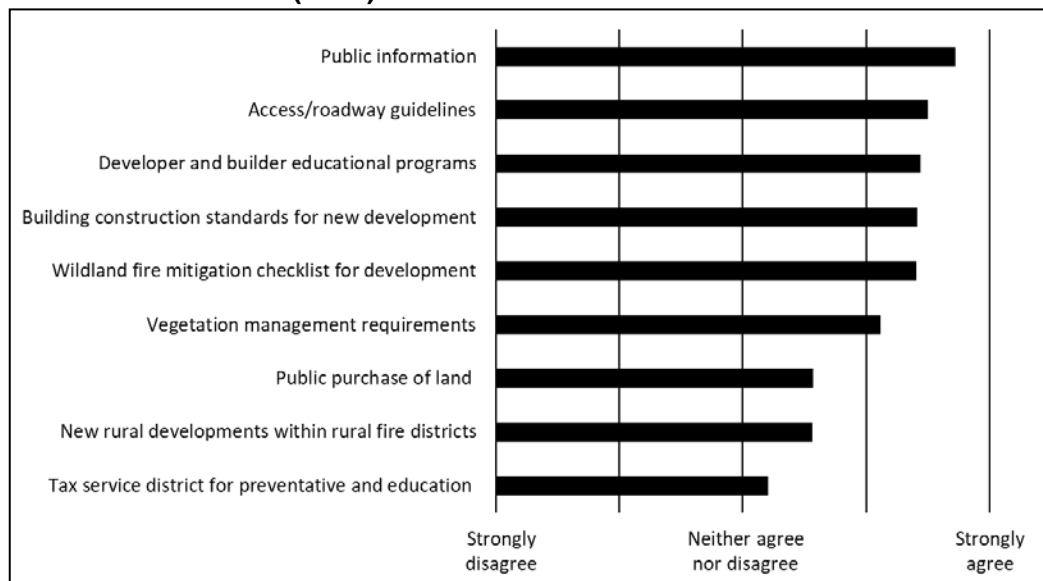 Public information
Access/roadway guidelines
Developer and builder educational programs
Building construction standards for new development
Wildland fire mitigation checklist for development
Vegetation management requirements
Public purchase of land
New rural developments within rural fire districts
Tax service district for preventative and education
Strongly disagree
Neither agree nor disagree
Strongly agree